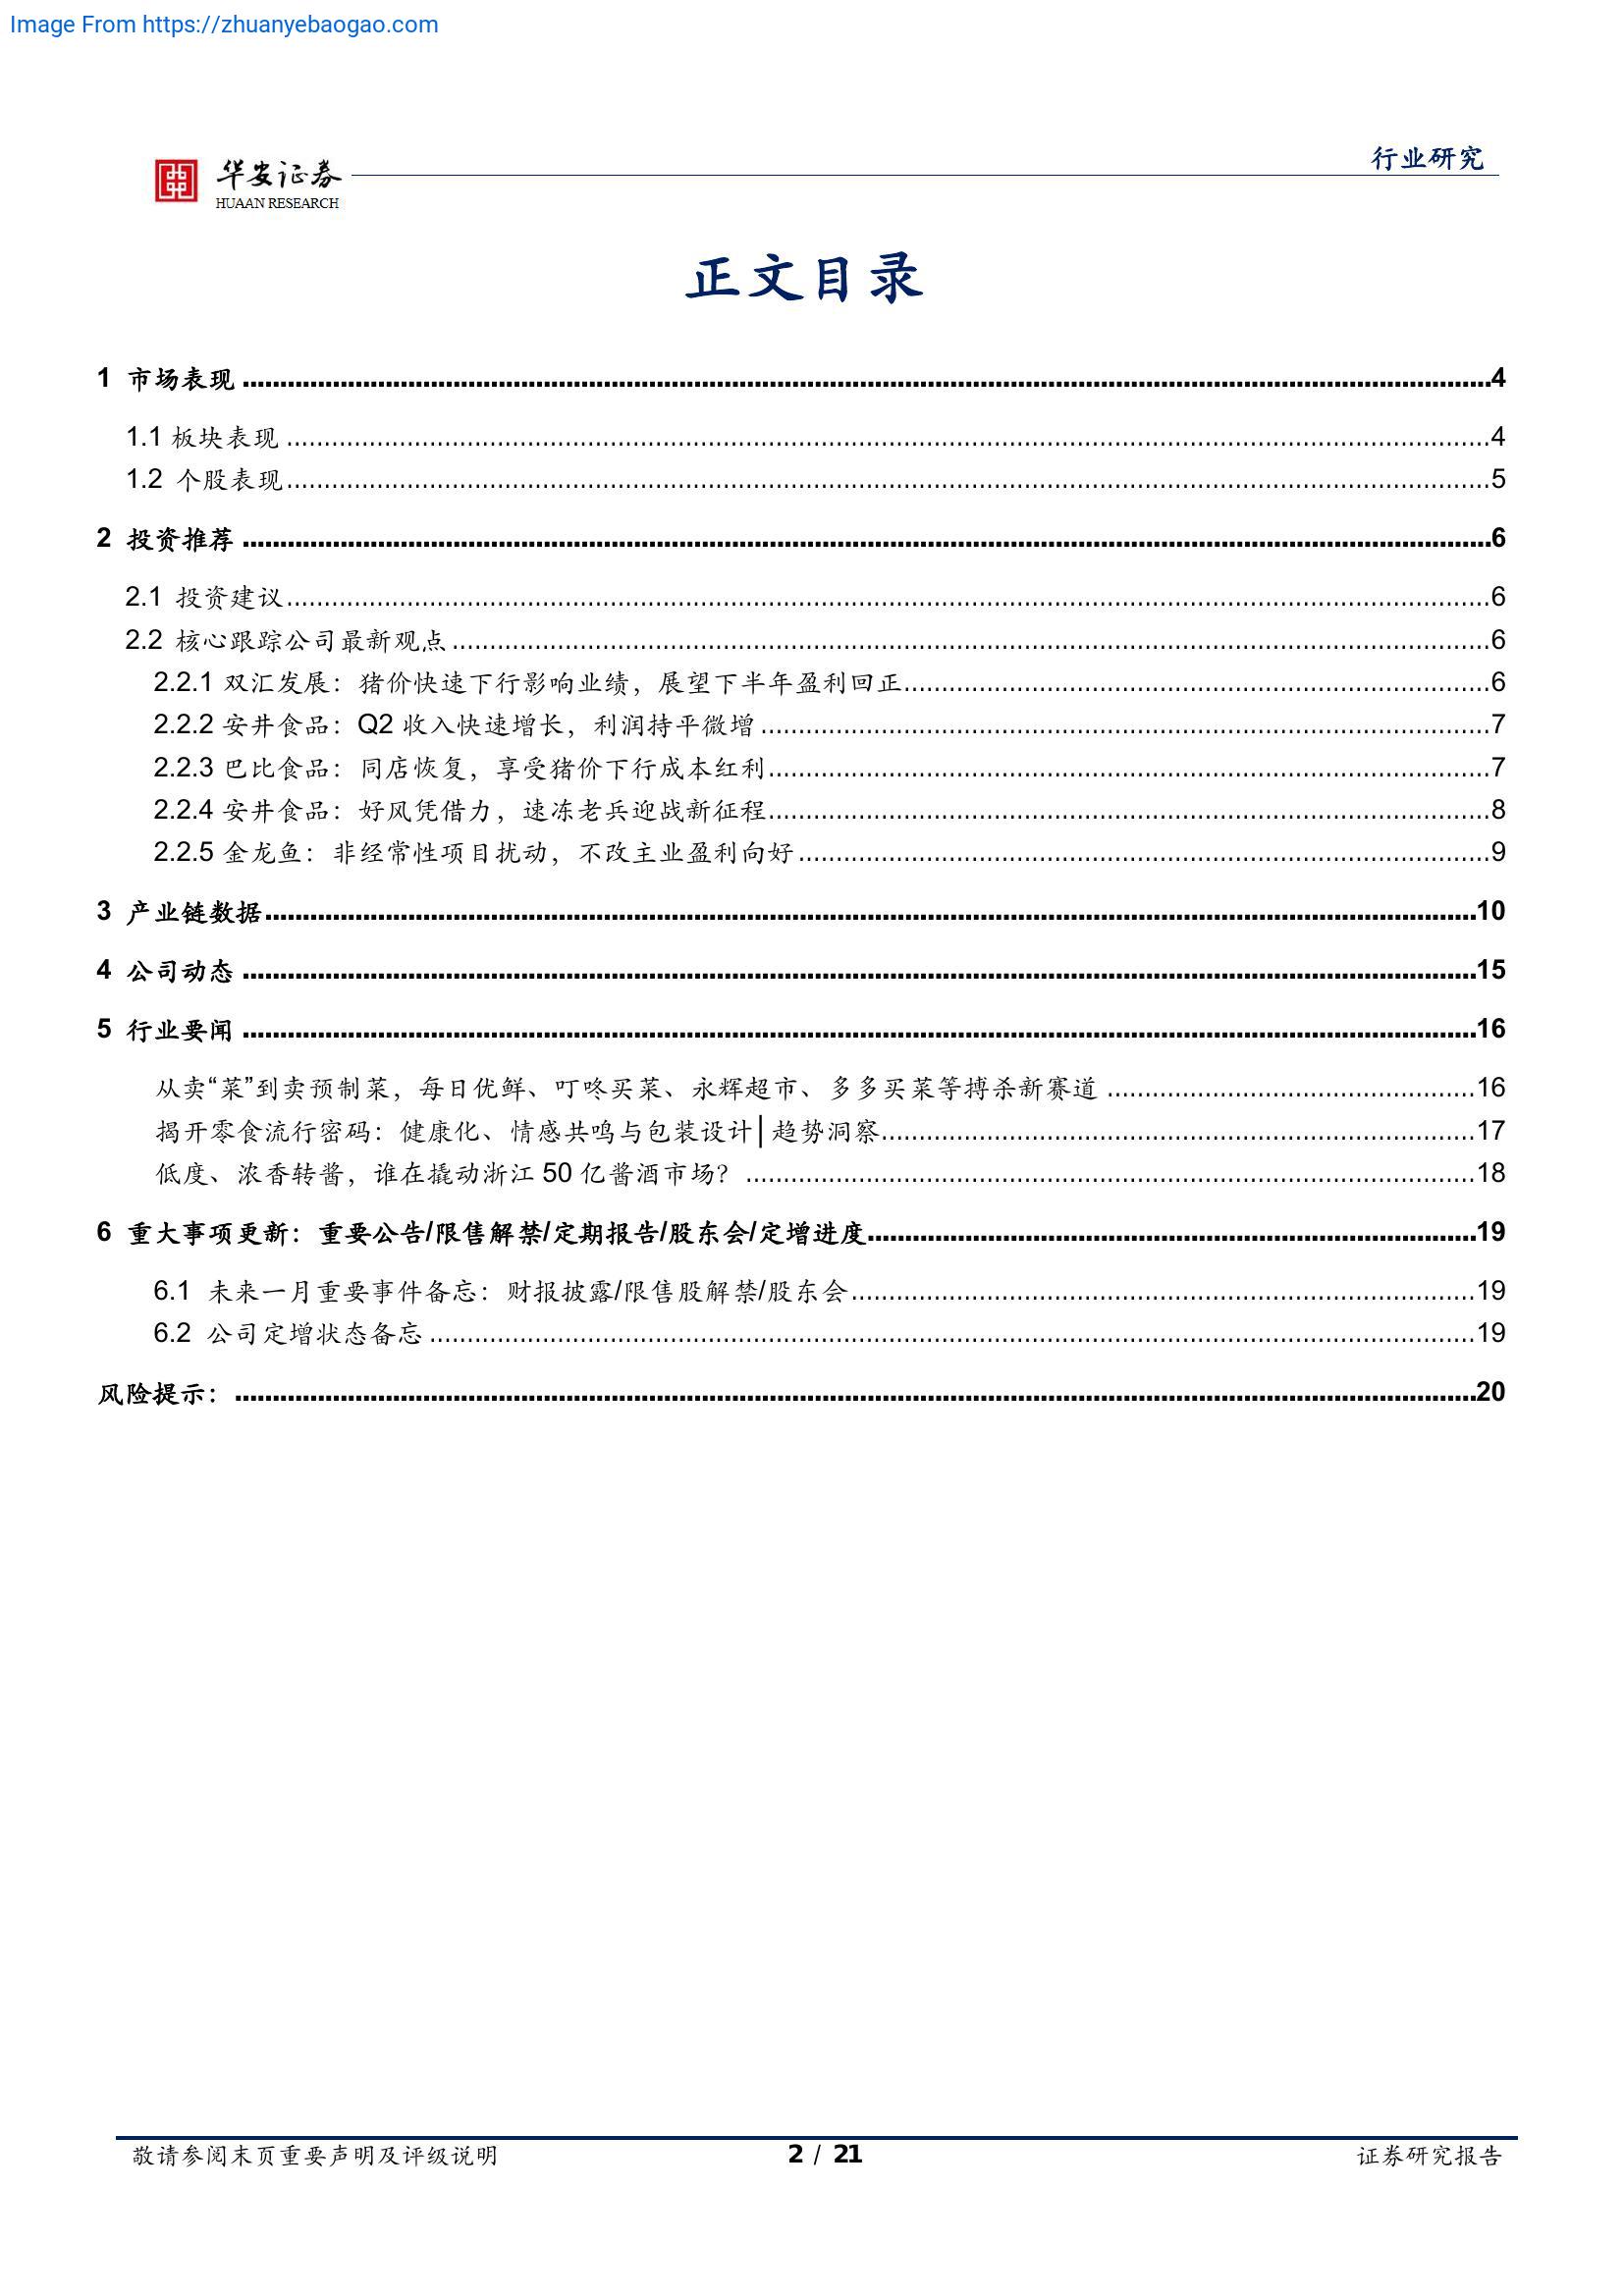 Image From https://zhuanyebaogao.com
行业研究
华安证券
HUAAN RESEARCH
正文目录
1 市场表现 ........ 4
1.1 板块表现 ........ 4
1.2 个股表现 ........ 5
2 投资推荐 ........ 6
2.1 投资建议 ........ 6
2.2 核心跟踪公司最新观点 ........ 6
2.2.1 双汇发展：猪价快速下行影响业绩，展望下半年盈利回正 ........ 6
2.2.2 安井食品：Q2 收入快速增长，利润持平微增 ........ 7
2.2.3 巴比食品：同店恢复，享受猪价下行成本红利 ........ 7
2.2.4 安井食品：好风凭借力，速冻老兵迎战新征程 ........ 8
2.2.5 金龙鱼：非经常性项目扰动，不改主业盈利向好 ........ 9
3 产业链数据 ........ 10
4 公司动态 ........ 15
5 行业要闻 ........ 16
从卖“菜”到卖预制菜，每日优鲜、叮咚买菜、永辉超市、多多买菜等搏杀新赛道 ........ 16
揭开零食流行密码：健康化、情感共鸣与包装设计│趋势洞察 ........ 17
低度、浓香转酱，谁在撬动浙江 50 亿酱酒市场？ ........ 18
6 重大事项更新：重要公告/限售解禁/定期报告/股东会/定增进度 ........ 19
6.1 未来一月重要事件备忘：财报披露/限售股解禁/股东会 ........ 19
6.2 公司定增状态备忘 ........ 19
风险提示： ........ 20
敬请参阅末页重要声明及评级说明 2 / 21 证券研究报告